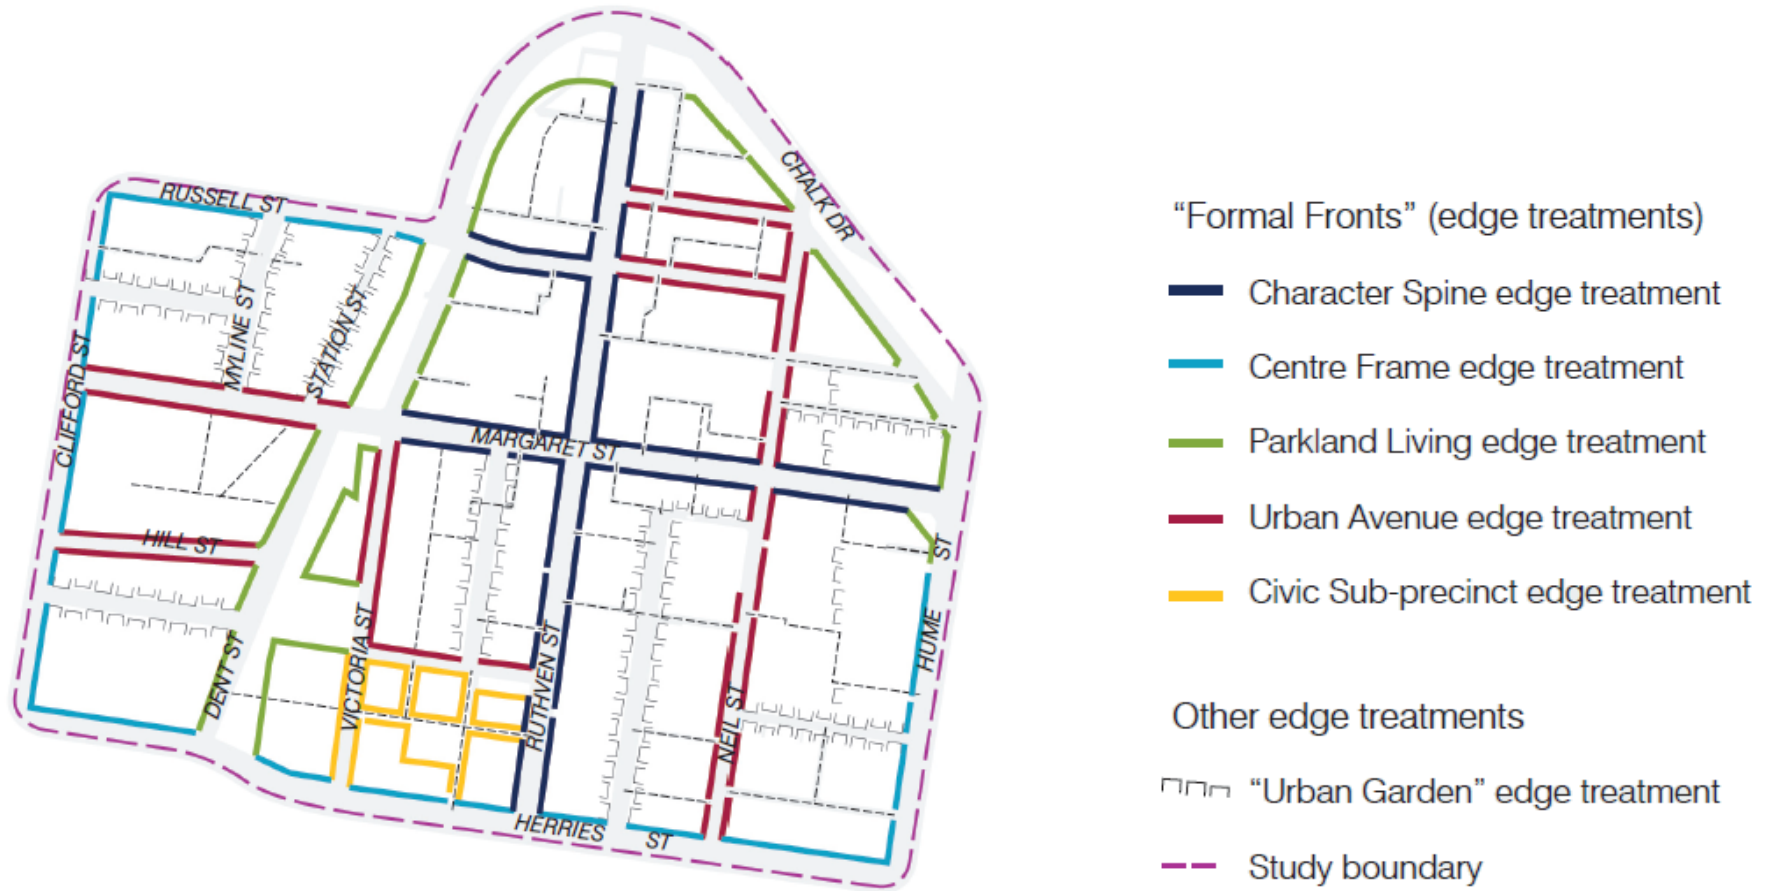 RUSSELL ST
CHALK DR
MYLINE ST
STATION ST
CLIFFORD ST
MARGARET ST
HILL ST
HUME ST
VICTORIA ST
DENT ST
RUTHVEN ST
NEIL ST
HERRIES ST
“Formal Fronts” (edge treatments)
Character Spine edge treatment
Centre Frame edge treatment
Parkland Living edge treatment
Urban Avenue edge treatment
Civic Sub-precinct edge treatment
Other edge treatments
“Urban Garden” edge treatment
Study boundary